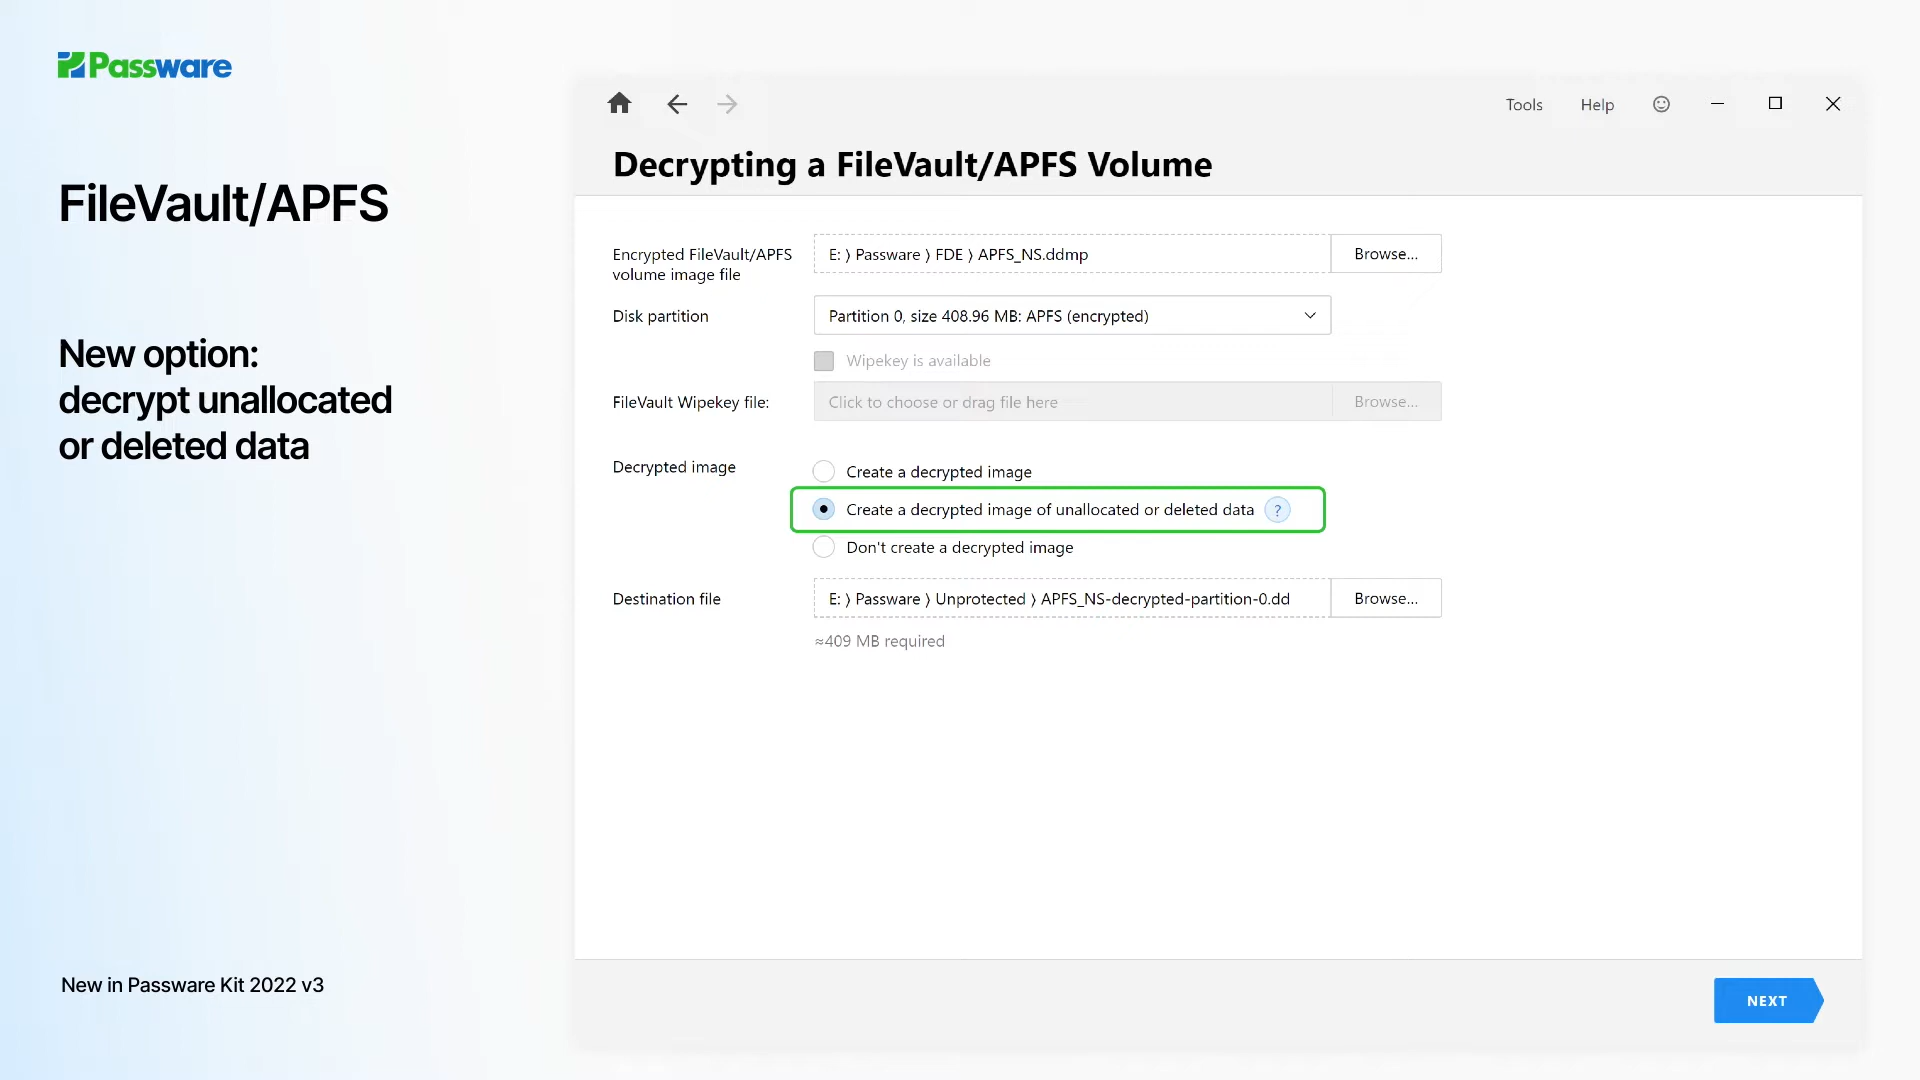 Passware
FileVault/APFS
New option:
decrypt unallocated
or deleted data
New in Passware Kit 2022 v3
Tools
Help
Decrypting a FileVault/APFS Volume
Encrypted FileVault/APFS
volume image file
E: ⟩ Passware ⟩ FDE ⟩ APFS_NS.ddmp
Browse...
Disk partition
Partition 0, size 408.96 MB: APFS (encrypted)
Wipekey is available
FileVault Wipekey file:
Click to choose or drag file here
Browse...
Decrypted image
Create a decrypted image
Create a decrypted image of unallocated or deleted data ?
Don't create a decrypted image
Destination file
E: ⟩ Passware ⟩ Unprotected ⟩ APFS_NS-decrypted-partition-0.dd
Browse...
≈409 MB required
NEXT